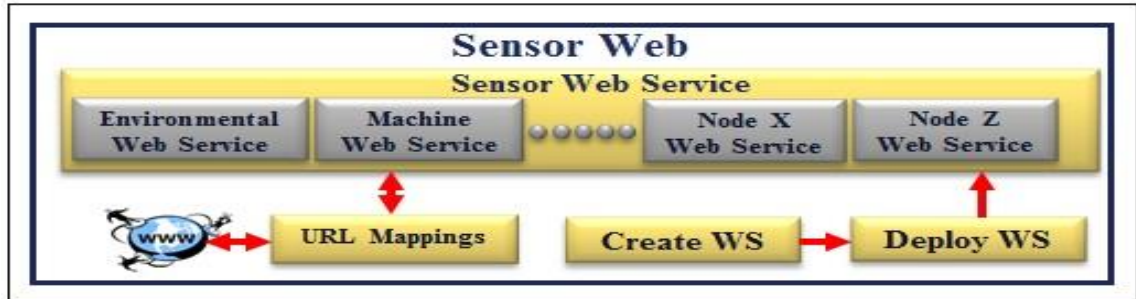 Sensor Web
Sensor Web Service
Environmental
Web Service
Machine
Web Service
Node X
Web Service
Node Z
Web Service
www
URL Mappings
Create WS
Deploy WS